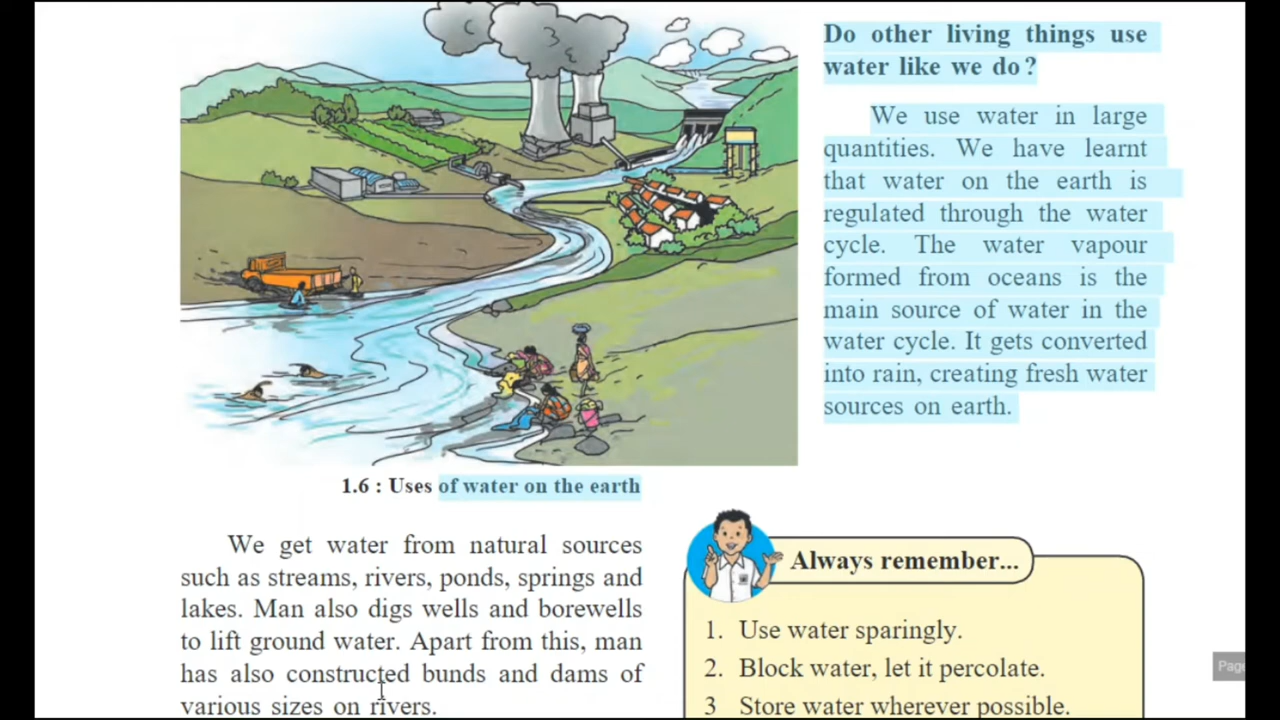 Do other living things use
water like we do?
We use water in large
quantities. We have learnt
that water on the earth is
regulated through the water
cycle. The water vapour
formed from oceans is the
main source of water in the
water cycle. It gets converted
into rain, creating fresh water
sources on earth.
1.6 : Uses of water on the earth
We get water from natural sources
such as streams, rivers, ponds, springs and
lakes. Man also digs wells and borewells
to lift ground water. Apart from this, man
has also constructed bunds and dams of
various sizes on rivers.
Always remember...
1. Use water sparingly.
2. Block water, let it percolate.
3 Store water wherever possible.
Page